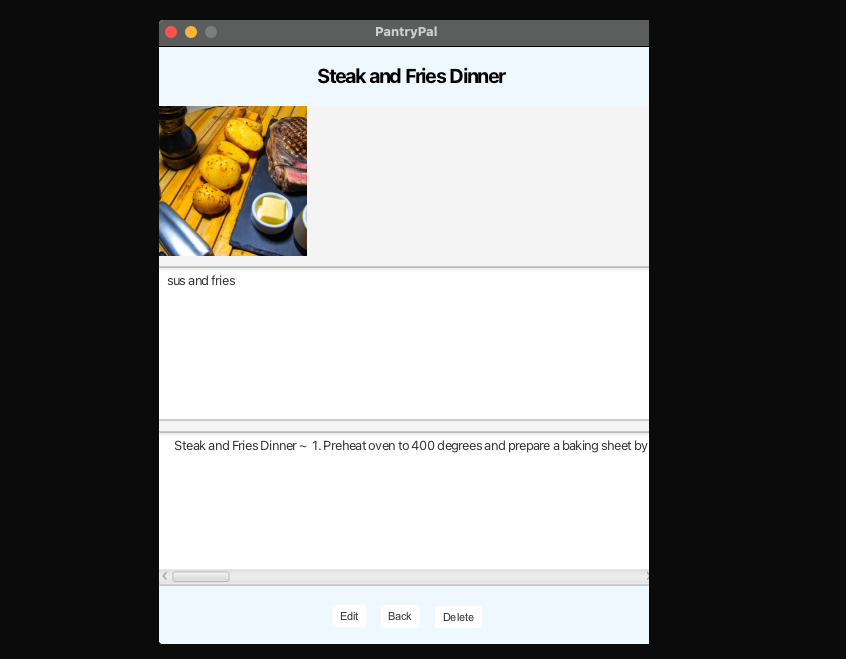 PantryPal
Steak and Fries Dinner
sus and fries
Steak and Fries Dinner ~ 1. Preheat oven to 400 degrees and prepare a baking sheet by
Edit Back Delete